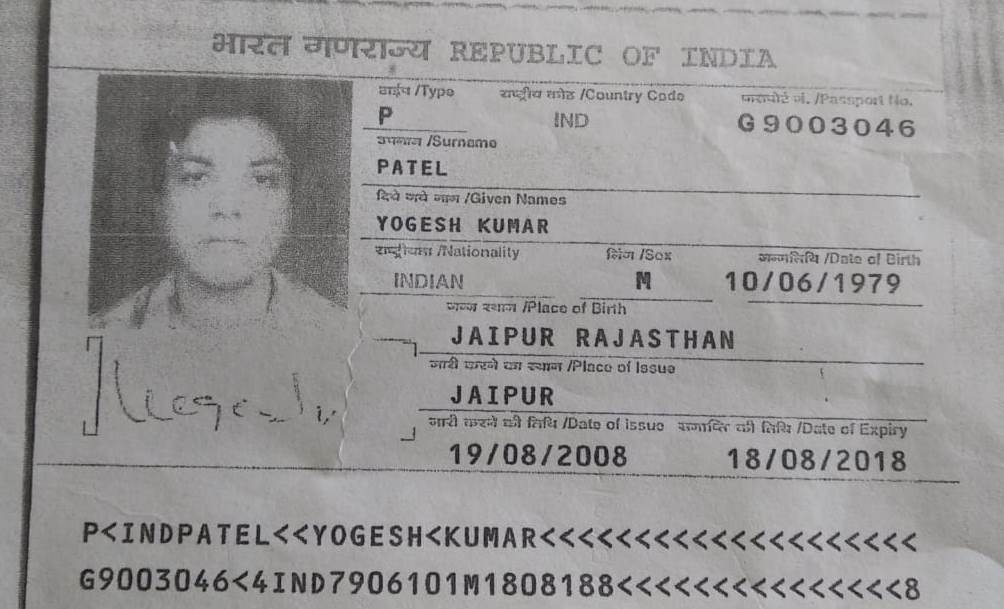 भारत गणराज्य REPUBLIC OF INDIA
टाईप /Type राष्ट्रीय कोड /Country Code पासपोर्ट नं. /Passport No.
P IND G9003046
उपनाम /Surname
PATEL
दिये गये नाम /Given Names
YOGESH KUMAR
राष्ट्रीयता /Nationality लिंग /Sex जन्मतिथि /Date of Birth
INDIAN M 10/06/1979
जन्म स्थान /Place of Birth
JAIPUR RAJASTHAN
जारी करने का स्थान /Place of Issue
JAIPUR
जारी करने की तिथि /Date of issue समाप्ति की तिथि /Date of Expiry
19/08/2008 18/08/2018
P<INDPATEL<<YOGESH<KUMAR<<<<<<<<<<<<<<<<<<<<
G9003046<4IND7906101M1808188<<<<<<<<<<<<<<<8